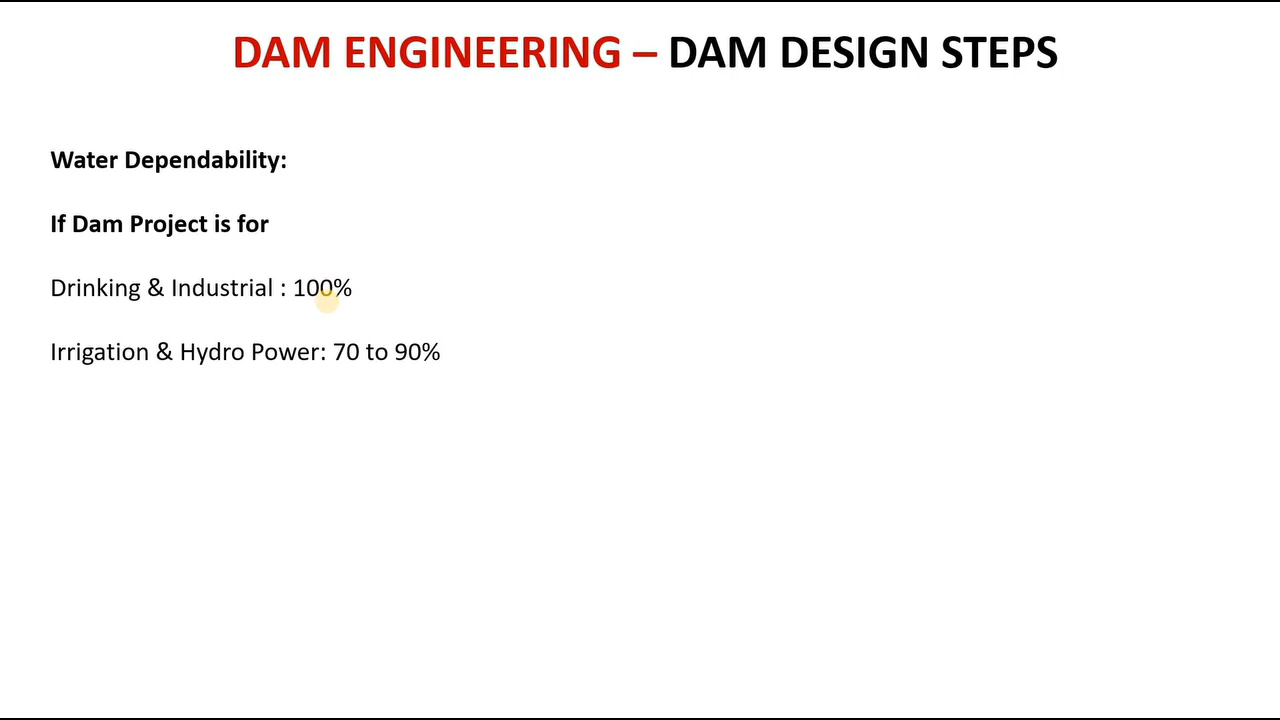 DAM ENGINEERING – DAM DESIGN STEPS
Water Dependability:
If Dam Project is for
Drinking & Industrial : 100%
Irrigation & Hydro Power: 70 to 90%